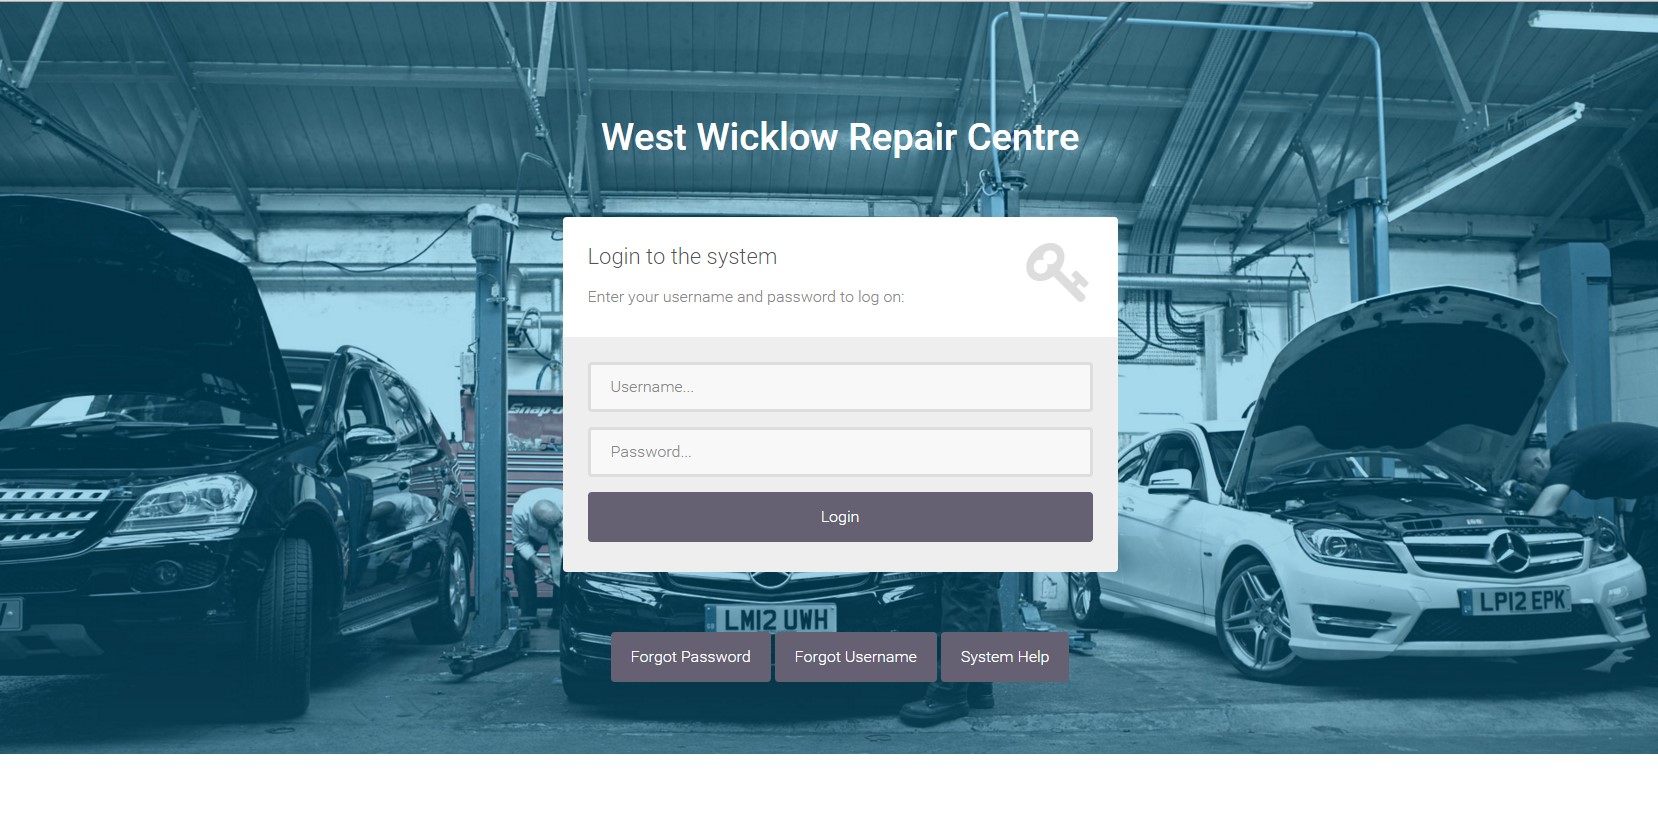 West Wicklow Repair Centre
Login to the system
Enter your username and password to log on:
Username...
Password...
Login
Snap-o
LM12 UWH
LP12 EPK
Forgot Password
Forgot Username
System Help